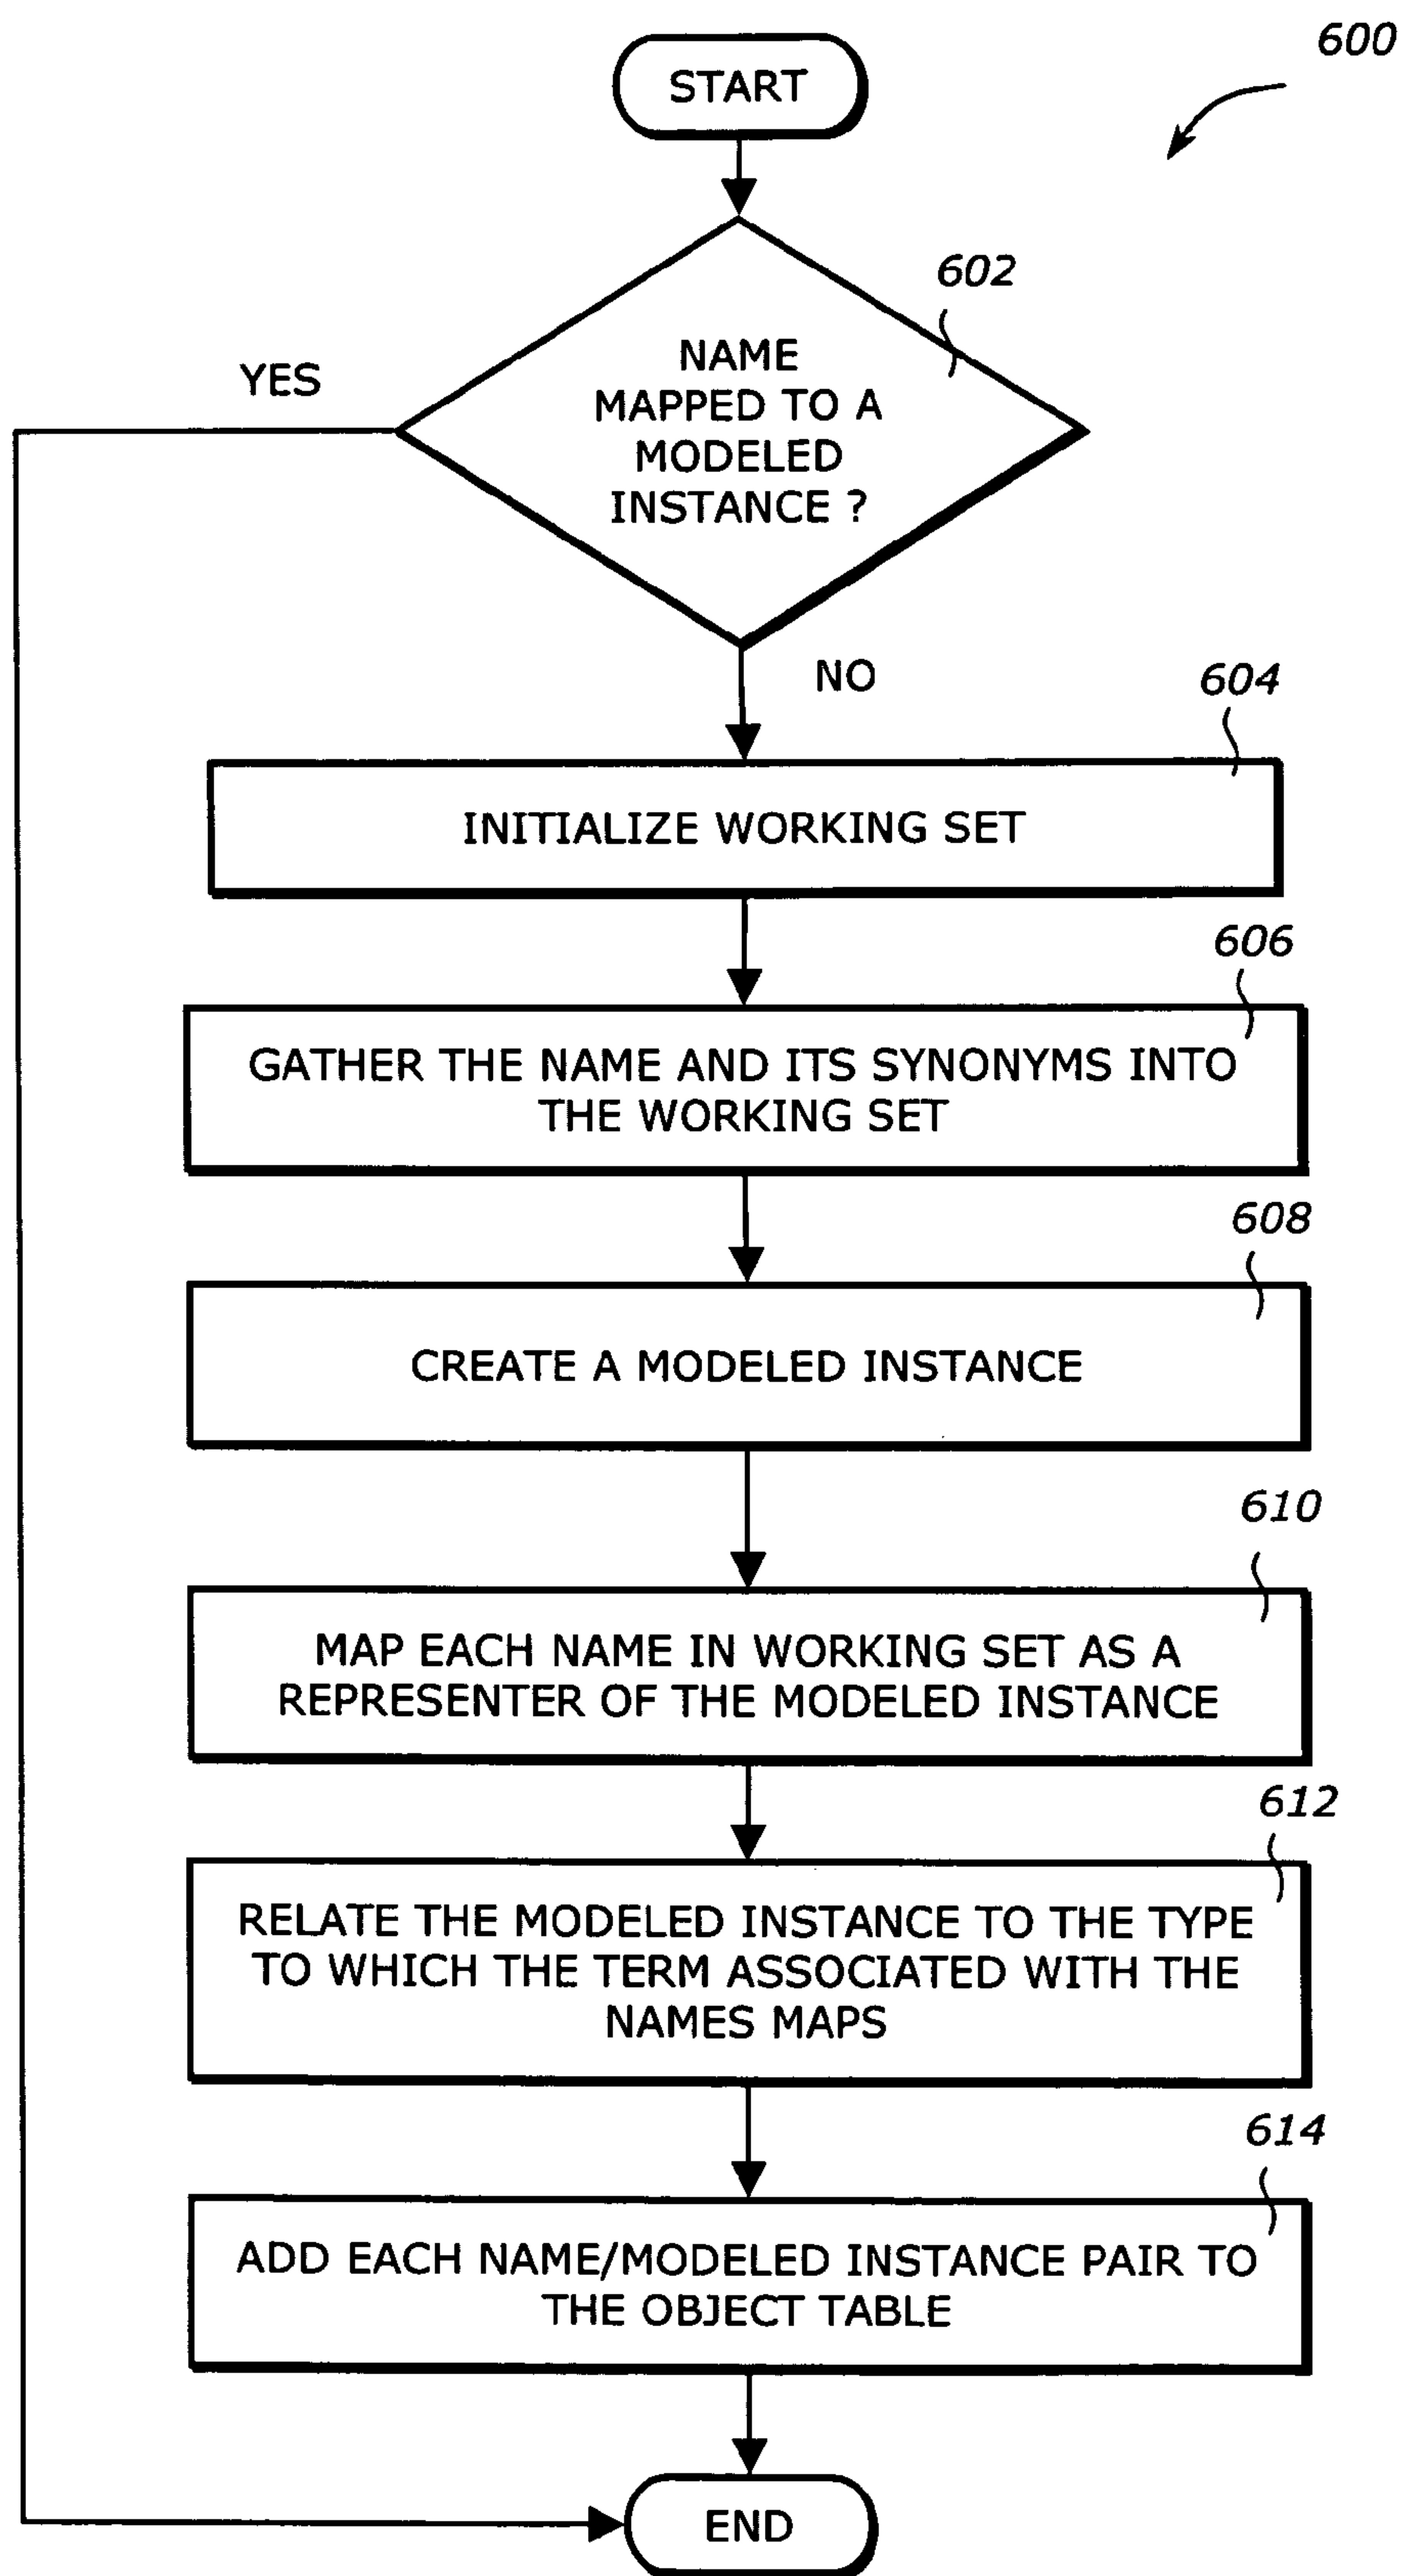 600
START
602
NAME
MAPPED TO A
MODELED
INSTANCE ?
YES
NO
604
INITIALIZE WORKING SET
606
GATHER THE NAME AND ITS SYNONYMS INTO
THE WORKING SET
608
CREATE A MODELED INSTANCE
610
MAP EACH NAME IN WORKING SET AS A
REPRESENTER OF THE MODELED INSTANCE
612
RELATE THE MODELED INSTANCE TO THE TYPE
TO WHICH THE TERM ASSOCIATED WITH THE
NAMES MAPS
614
ADD EACH NAME/MODELED INSTANCE PAIR TO
THE OBJECT TABLE
END